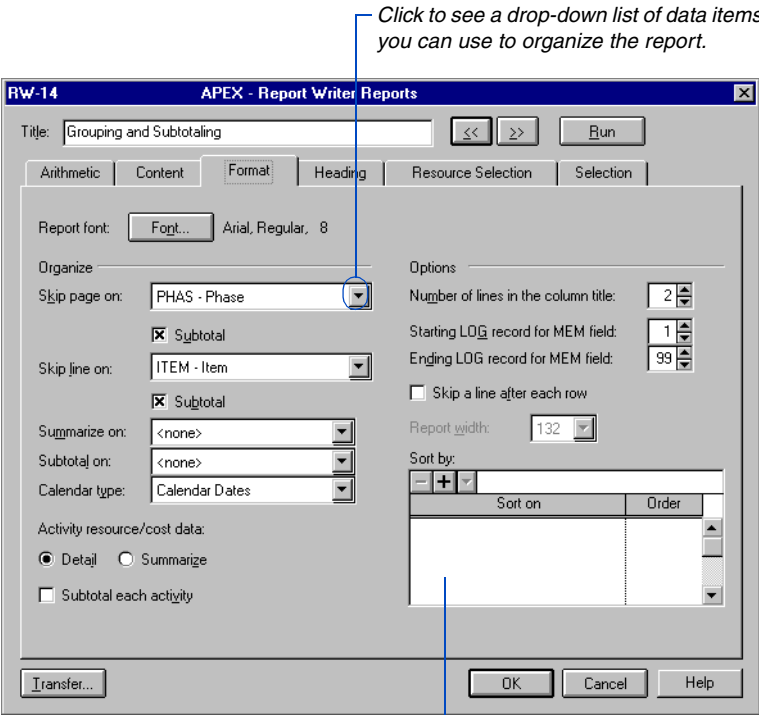 Click to see a drop-down list of data items
you can use to organize the report.
RW-14 APEX - Report Writer Reports
Title: Grouping and Subtotaling << >> Run
Arithmetic Content Format Heading Resource Selection Selection
Report font: Font... Arial, Regular, 8
Organize
Skip page on: PHAS - Phase
Subtotal
Skip line on: ITEM - Item
Subtotal
Summarize on: <none>
Subtotal on: <none>
Calendar type: Calendar Dates
Activity resource/cost data:
Detail Summarize
Subtotal each activity
Options
Number of lines in the column title: 2
Starting LOG record for MEM field: 1
Ending LOG record for MEM field: 99
Skip a line after each row
Report width: 132
Sort by:
Sort on Order
Transfer... OK Cancel Help